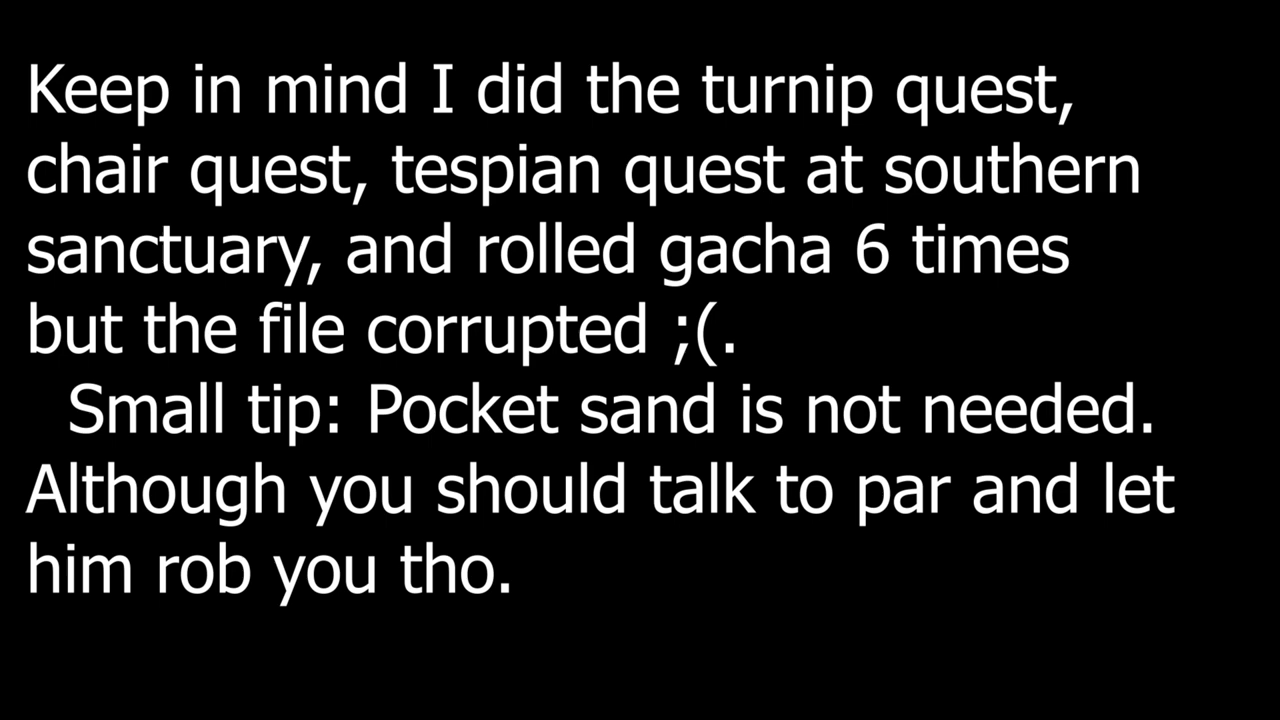 Keep in mind I did the turnip quest,
chair quest, tespian quest at southern
sanctuary, and rolled gacha 6 times
but the file corrupted ;(.
Small tip: Pocket sand is not needed.
Although you should talk to par and let
him rob you tho.